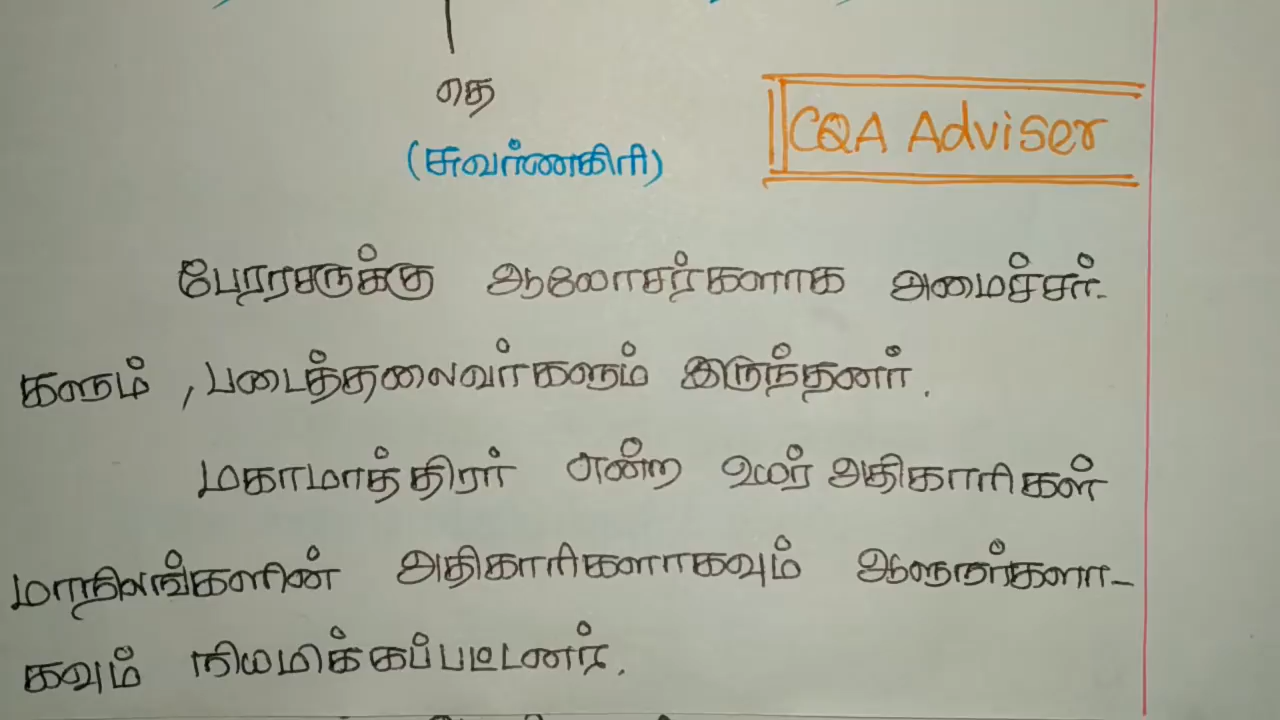 தெ
(சுவர்ணகிரி)
CQA Adviser
பேரரசருக்கு ஆலோசர்களாக அமைச்சர்-
களும் , படைத்தலைவர்களும் இருந்தனர்.
மகாமாத்திரர் என்ற உயர் அதிகாரிகள்
மாநிலங்களின் அதிகாரிகளாகவும் ஆளுநர்களா-
கவும் நியமிக்கப்பட்டனர்.